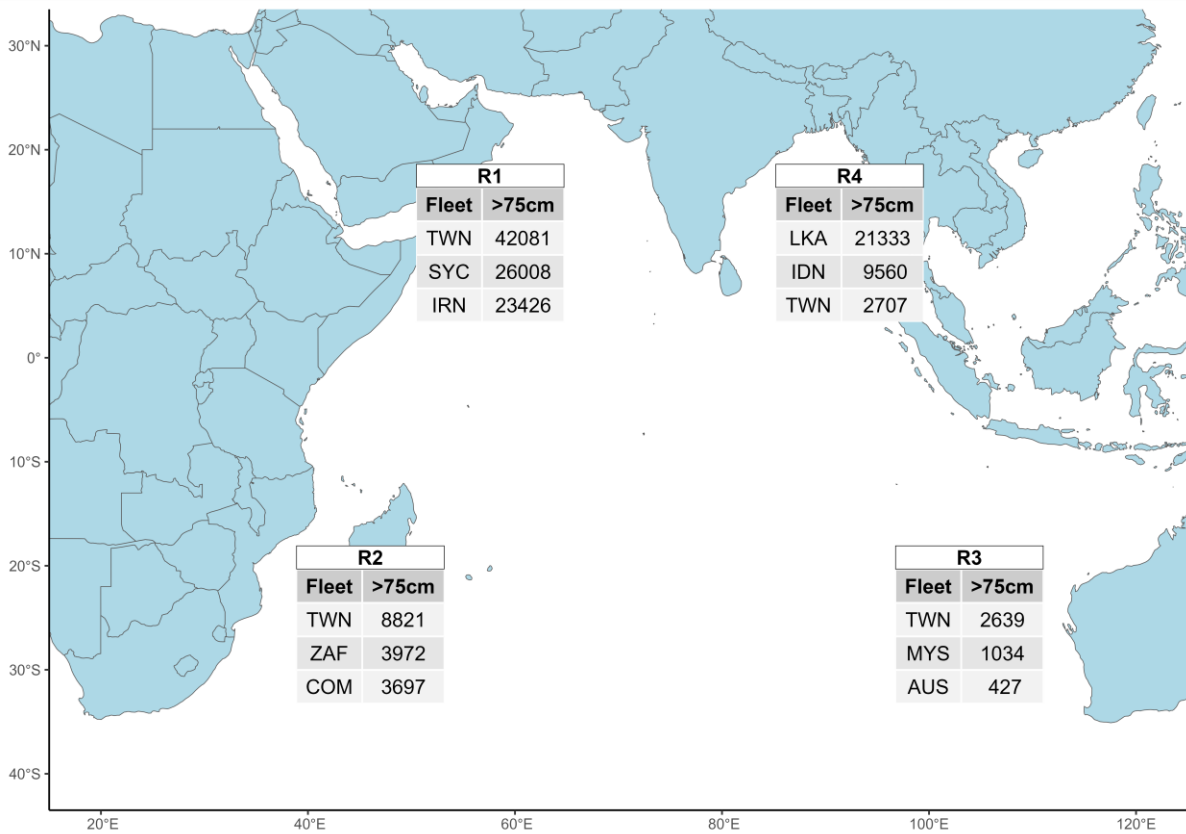 30°N
20°N
10°N
0°
10°S
20°S
30°S
40°S
R1
Fleet >75cm
TWN 42081
SYC 26008
IRN 23426
R4
Fleet >75cm
LKA 21333
IDN 9560
TWN 2707
R2
Fleet >75cm
TWN 8821
ZAF 3972
COM 3697
R3
Fleet >75cm
TWN 2639
MYS 1034
AUS 427
20°E 40°E 60°E 80°E 100°E 120°E